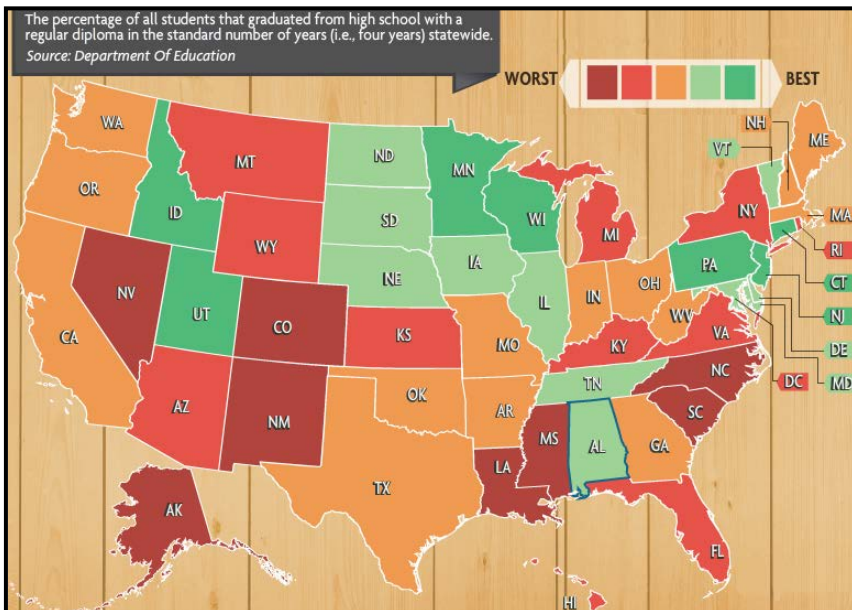 The percentage of all students that graduated from high school with a
regular diploma in the standard number of years (i.e., four years) statewide.
Source: Department Of Education
WORST
BEST
WA
OR
CA
NV
ID
MT
WY
UT
AZ
CO
NM
ND
SD
NE
KS
OK
TX
MN
IA
MO
AR
LA
WI
IL
MI
IN
OH
KY
TN
MS
AL
GA
FL
SC
NC
VA
WV
PA
NY
VT
NH
ME
MA
RI
CT
NJ
DE
MD
DC
AK
HI